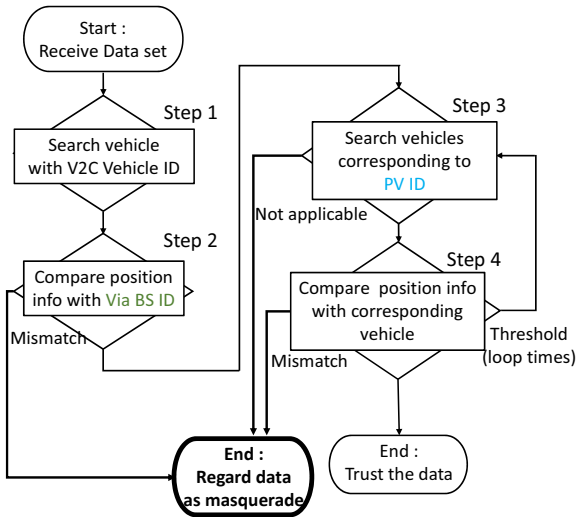 Start :
Receive Data set
Step 1
Search vehicle
with V2C Vehicle ID
Step 2
Compare position
info with Via BS ID
Mismatch
Step 3
Search vehicles
corresponding to
PV ID
Not applicable
Step 4
Compare position info
with corresponding
vehicle
Mismatch
Threshold
(loop times)
End :
Regard data
as masquerade
End :
Trust the data